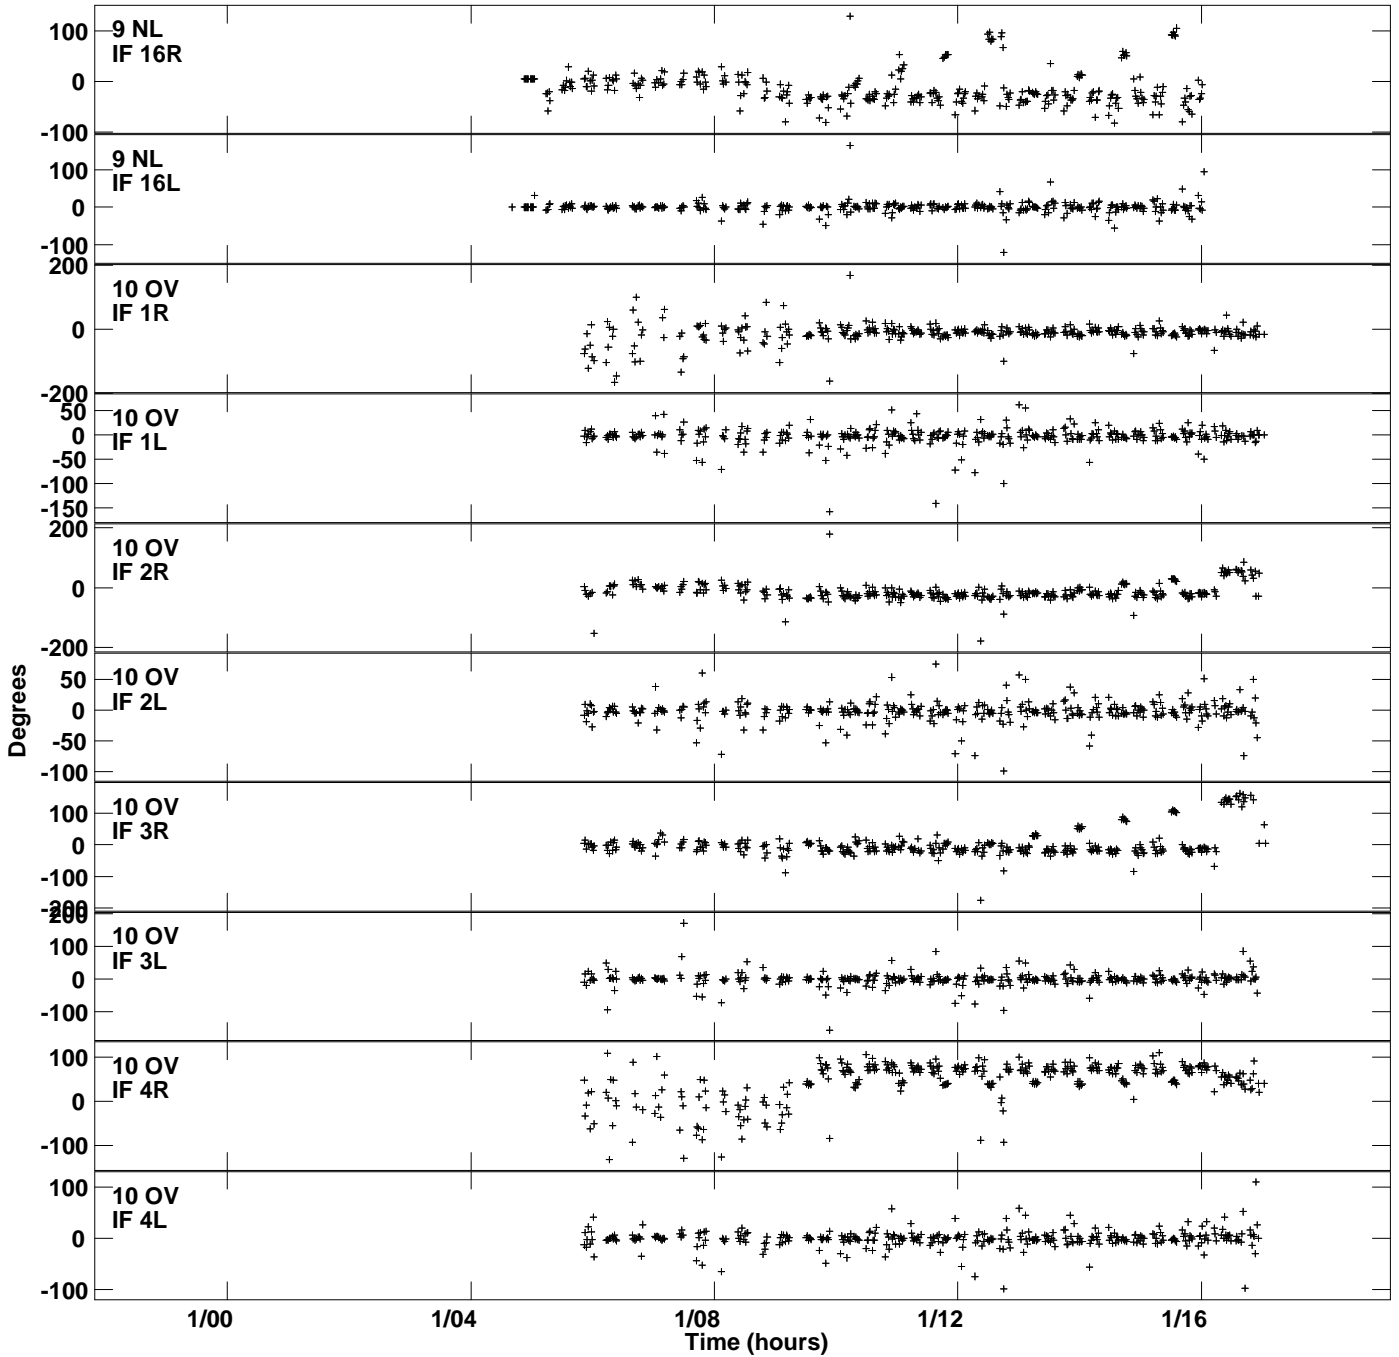 100
0
-100
9 NL
IF 16R
100
0
-100
9 NL
IF 16L
200
0
-200
10 OV
IF 1R
50
0
-50
-100
-150
10 OV
IF 1L
200
0
-200
10 OV
IF 2R
50
0
-50
-100
10 OV
IF 2L
100
0
-100
-200
10 OV
IF 3R
200
100
0
-100
10 OV
IF 3L
100
0
-100
10 OV
IF 4R
100
0
-100
10 OV
IF 4L
Degrees
1/00 1/04 1/08 1/12 1/16
Time (hours)